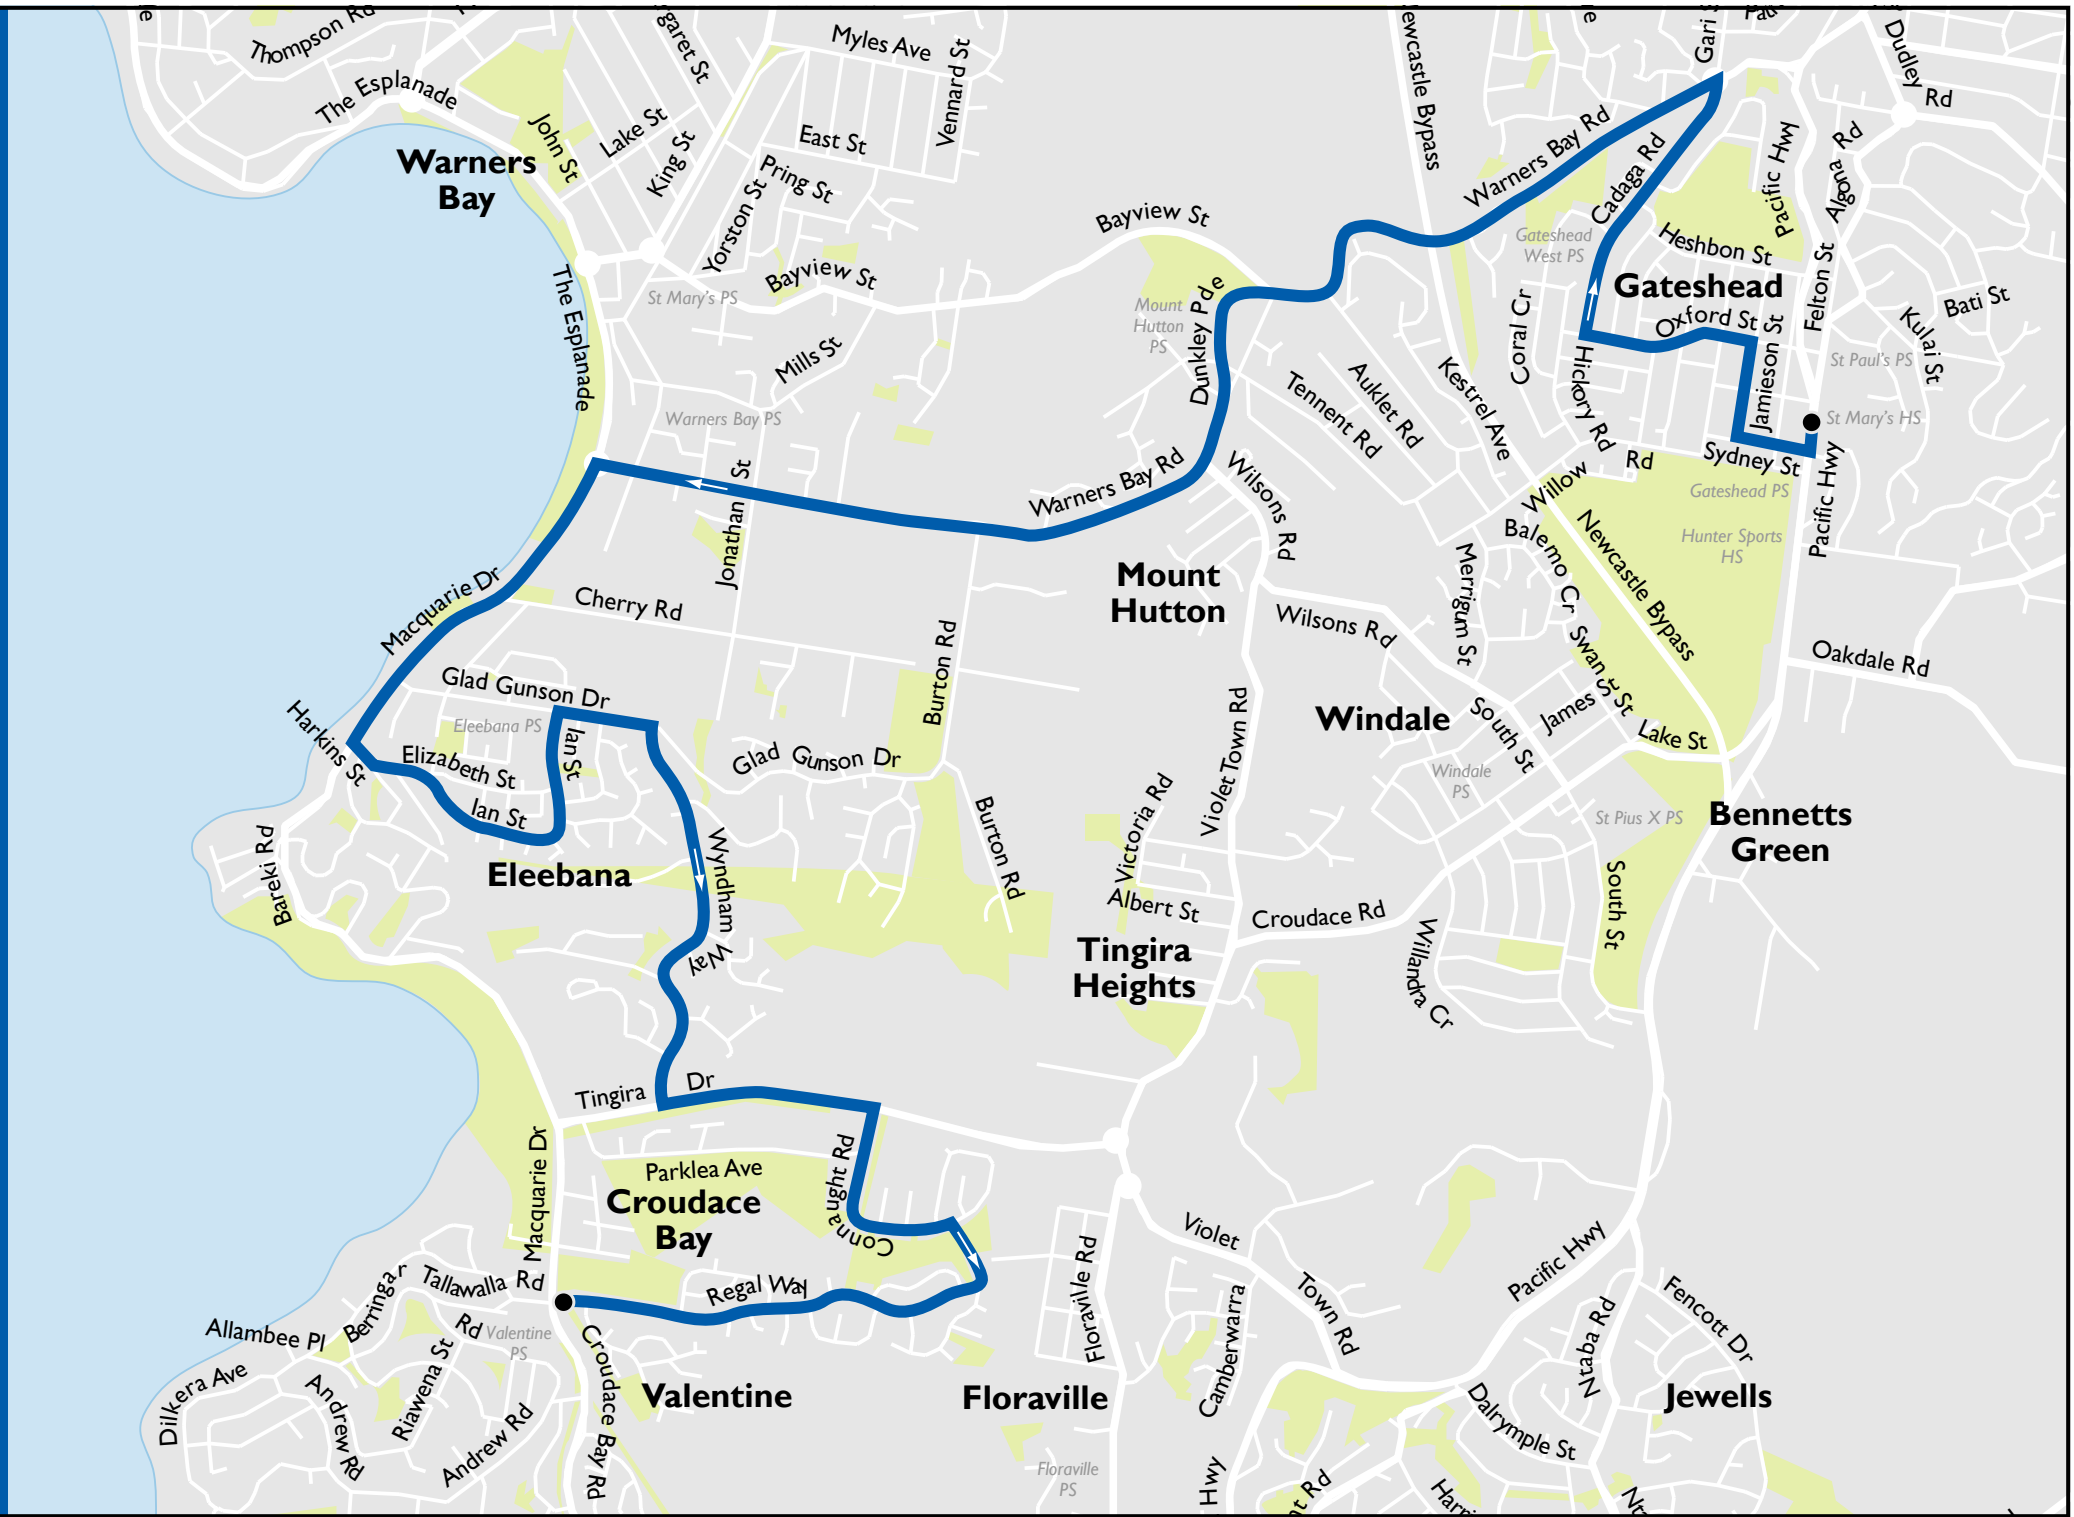 Thompson Rd
The Esplanade
John St
Lake St
King St
Myles Ave
Vennard St
East St
Pring St
Yorston St
Bayview St
Bayview St
Warners
Bay
St Mary's PS
The Esplanade
Mills St
Warners Bay PS
Jonathan St
Mount
Hutton
PS
Dunkley Pde
Warners Bay Rd
ewcastle Bypass
Warners Bay Rd
Gari S
Dudley Rd
Cadaga Rd
Pacific Hwy
Algona Rd
Gateshead
West PS
Heshbon St
Gateshead
Felton St
Oxford St
Jamieson St
Bati St
Kulai St
St Paul's PS
St Mary's HS
Coral Cr
Hickory Rd
Kestrel Ave
Auklet Rd
Tennent Rd
Wilsons Rd
Willow Rd
Sydney St
Gateshead PS
Pacific Hwy
Hunter Sports
HS
Balemo Cr
Newcastle Bypass
Merrigum St
Mount
Hutton
Wilsons Rd
Swan St
James St
Oakdale Rd
Macquarie Dr
Cherry Rd
Burton Rd
Glad Gunson Dr
Eleebana PS
Harkins St
Elizabeth St
Ian St
Ian St
Glad Gunson Dr
Violet Town Rd
Windale
South St
Lake St
Windale
PS
St Pius X PS
Bennetts
Green
Bareki Rd
Eleebana
Wyndham Way
Burton Rd
Victoria Rd
Albert St
Croudace Rd
South St
Willandra Cr
Tingira
Heights
Tingira Dr
Macquarie Dr
Parklea Ave
Connaught Rd
Croudace
Bay
Regal Way
Tallawalla Rd
Berringar Rd
Allambee Pl
Dilkera Ave
Valentine
PS
Riawena St
Andrew Rd
Andrew Rd
Croudace Bay Rd
Valentine
Floraville
Floraville Rd
Floraville
PS
Violet Town Rd
Camberwarra
Pacific Hwy
Ntaba Rd
Fencott Dr
Jewells
Dalrymple St
Hwy
nt Rd
Harri
Nta